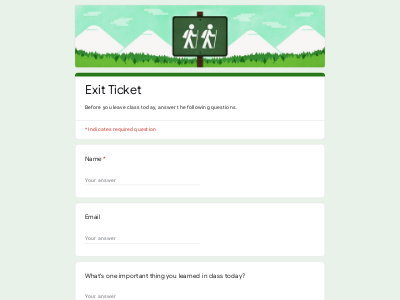 Exit Ticket
Before you leave class today, answer the following questions.
* Indicates required question
Name *
Your answer
Email
Your answer
What's one important thing you learned in class today?
Your answer